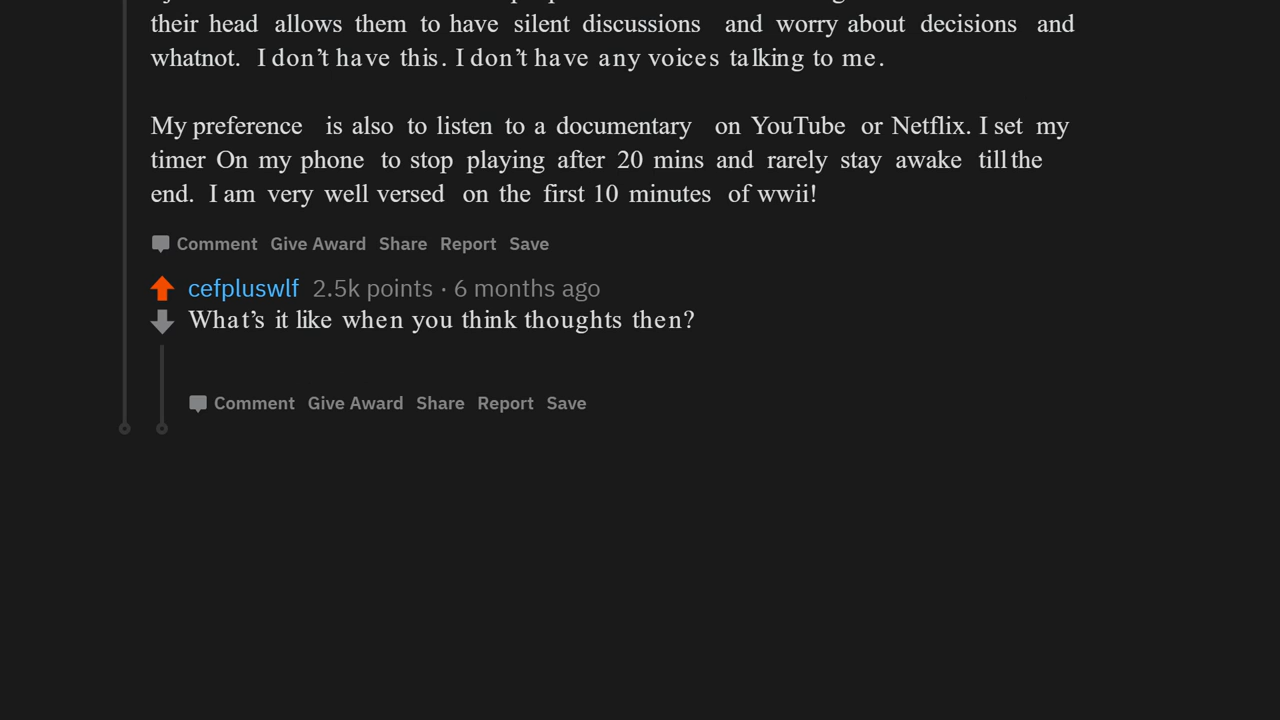 their head allows them to have silent discussions and worry about decisions and
whatnot. I don't have this. I don't have any voices talking to me.
My preference is also to listen to a documentary on YouTube or Netflix. I set my
timer On my phone to stop playing after 20 mins and rarely stay awake till the
end. I am very well versed on the first 10 minutes of wwii!
Comment Give Award Share Report Save
cefpluswlf 2.5k points · 6 months ago
What's it like when you think thoughts then?
Comment Give Award Share Report Save